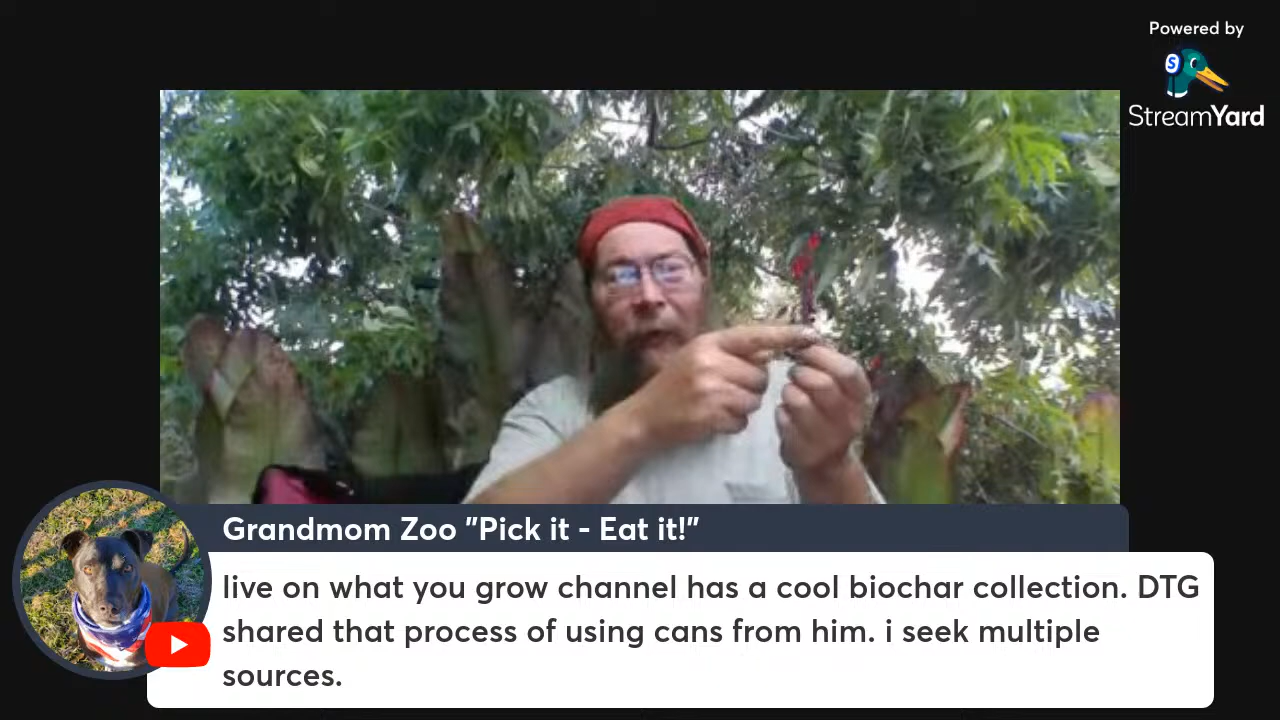 Powered by
StreamYard
Grandmom Zoo "Pick it - Eat it!"
live on what you grow channel has a cool biochar collection. DTG
shared that process of using cans from him. i seek multiple
sources.